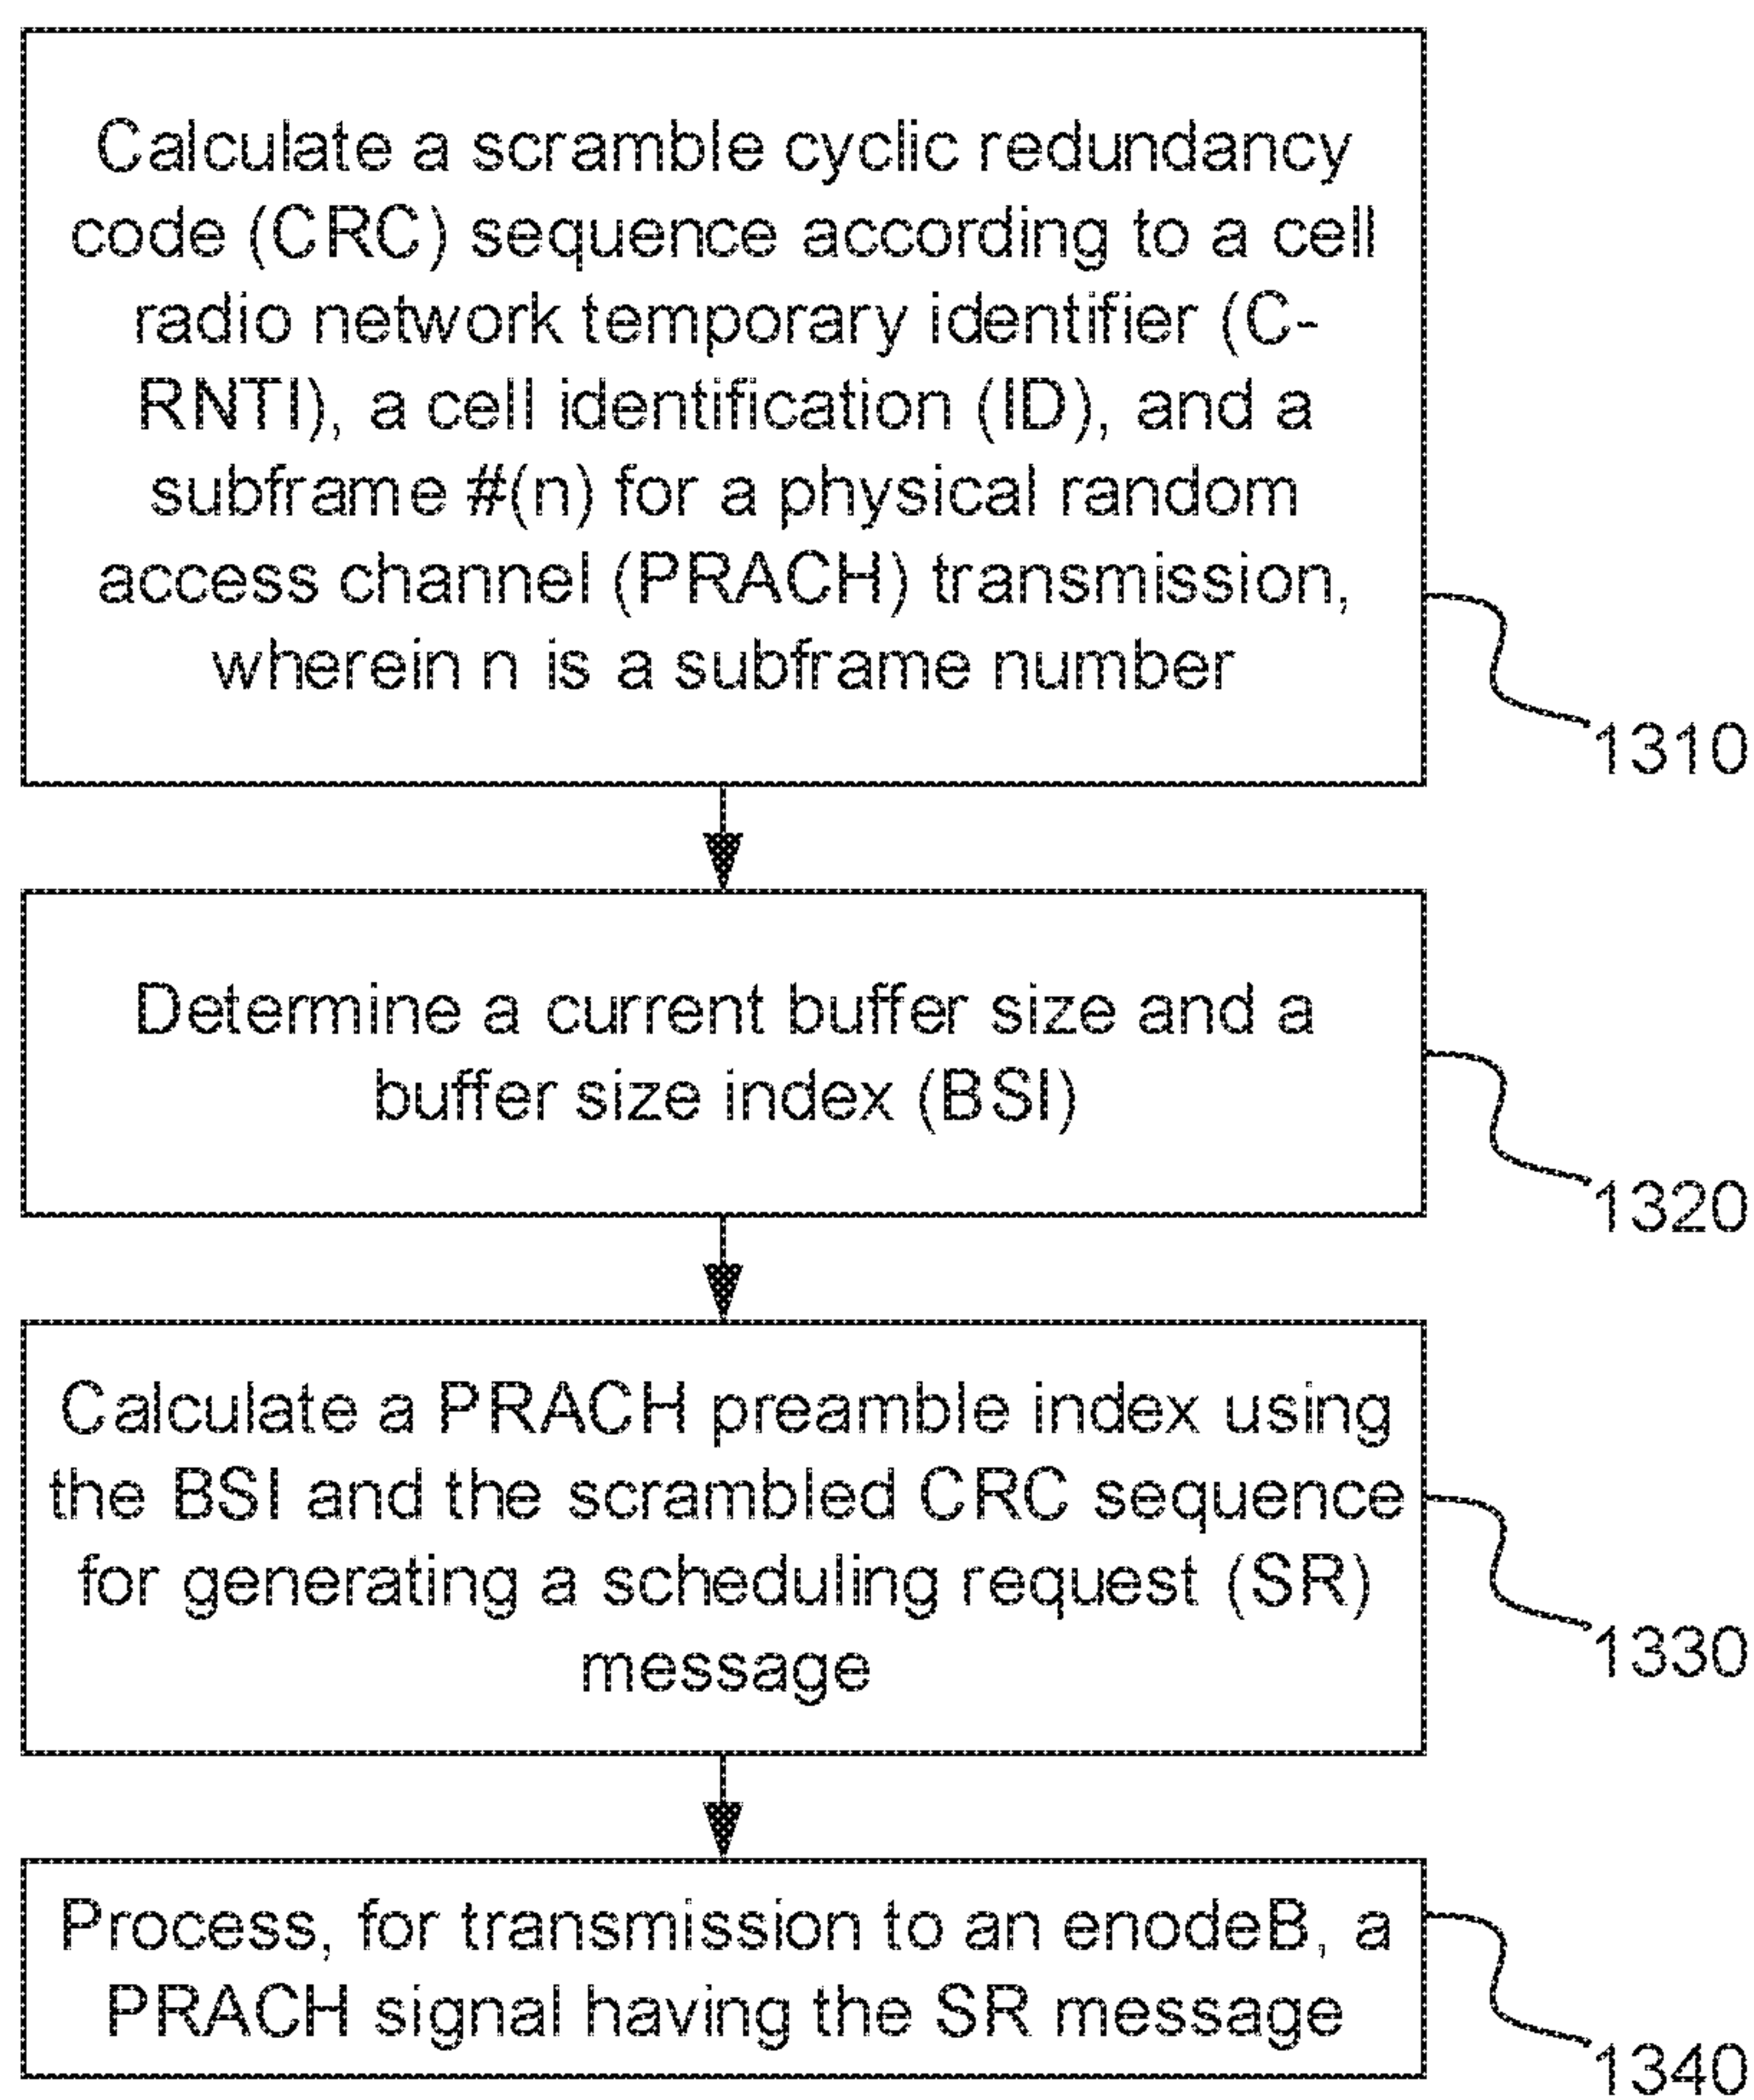 Calculate a scramble cyclic redundancy
code (CRC) sequence according to a cell
radio network temporary identifier (C-
RNTI), a cell identification (ID), and a
subframe #(n) for a physical random
access channel (PRACH) transmission,
wherein n is a subframe number
1310
Determine a current buffer size and a
buffer size index (BSI)
1320
Calculate a PRACH preamble index using
the BSI and the scrambled CRC sequence
for generating a scheduling request (SR)
message
1330
Process, for transmission to an enodeB, a
PRACH signal having the SR message
1340